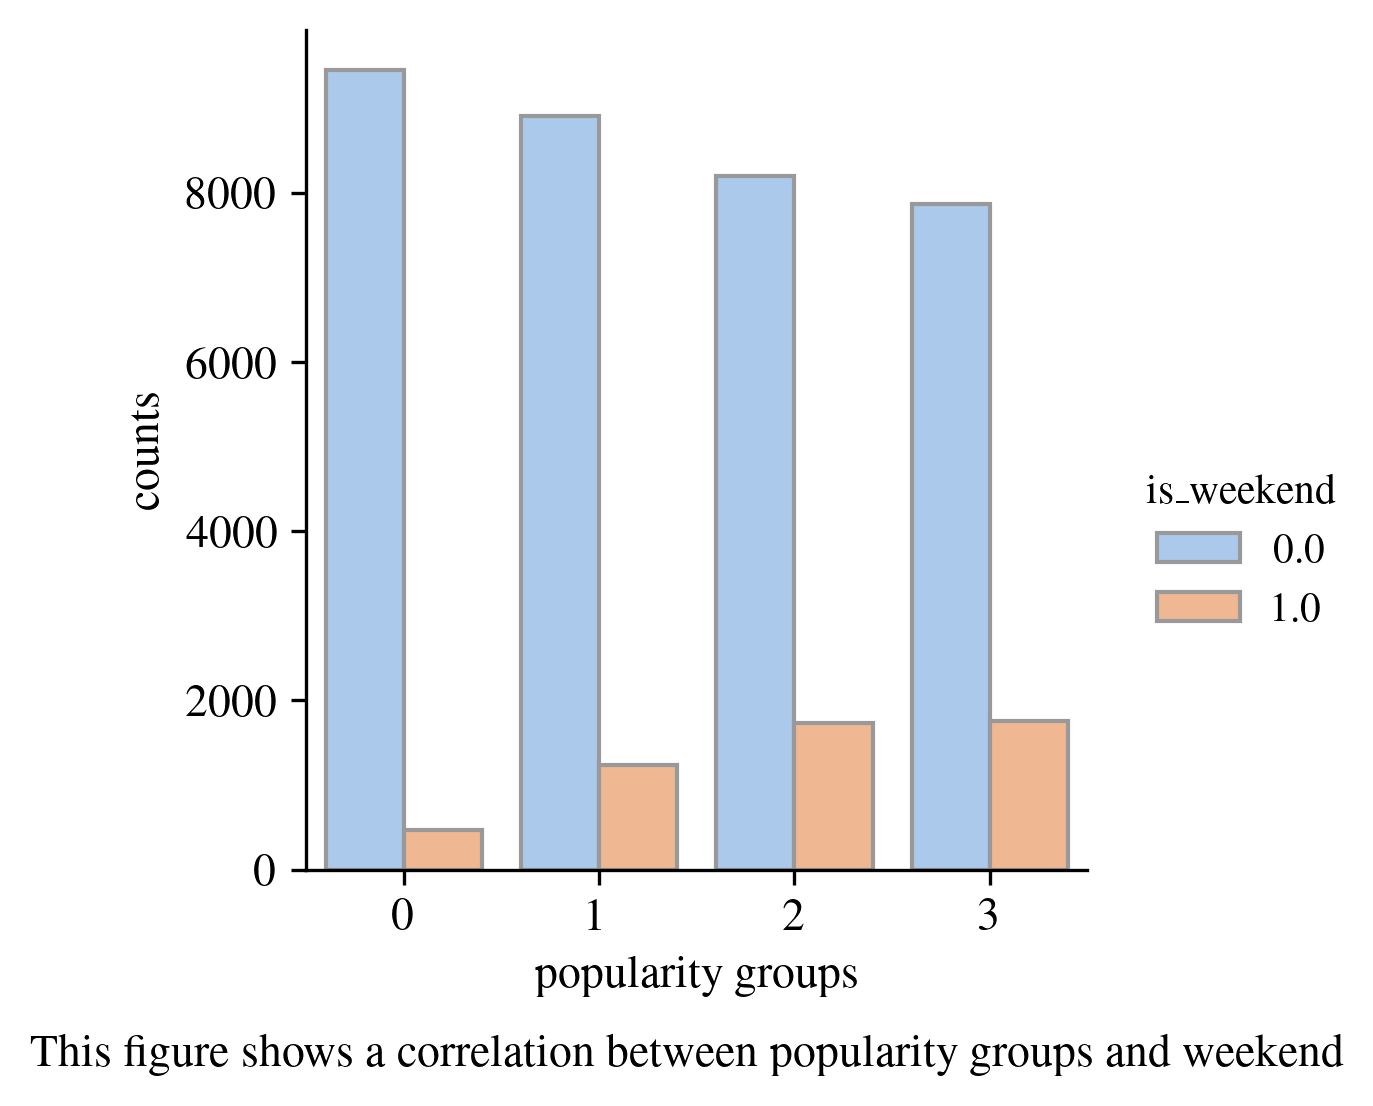 8000
6000
4000
2000
0
counts
0 1 2 3
popularity groups
is_weekend
0.0
1.0
This figure shows a correlation between popularity groups and weekend